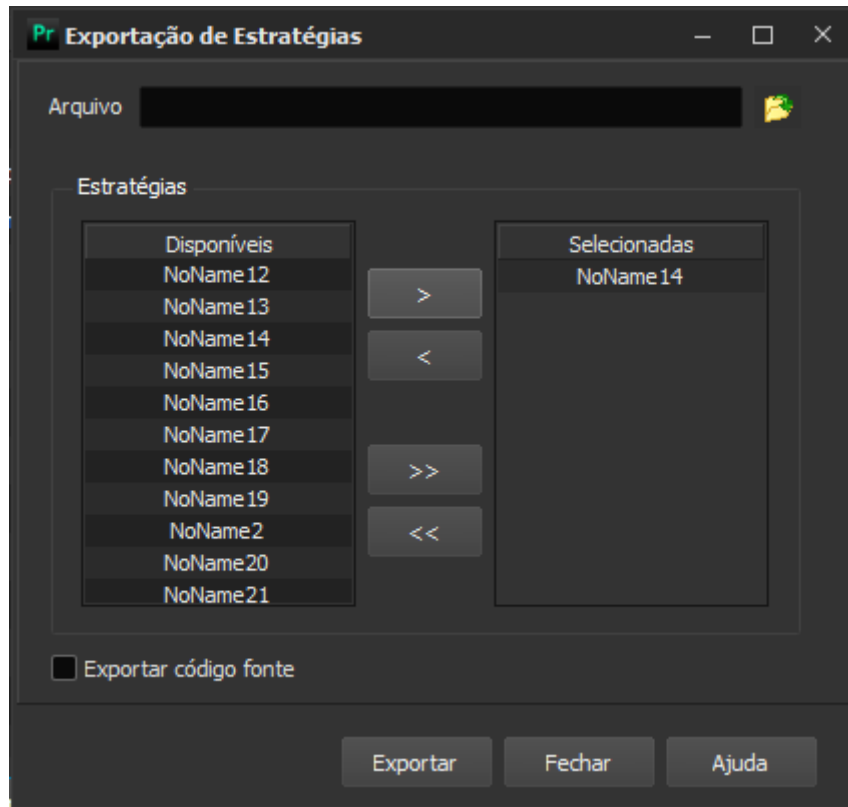 Pr Exportação de Estratégias
Arquivo
Estratégias
Disponíveis
NoName12
NoName13
NoName14
NoName15
NoName16
NoName17
NoName18
NoName19
NoName2
NoName20
NoName21
>
<
>>
<<
Selecionadas
NoName14
Exportar código fonte
Exportar Fechar Ajuda